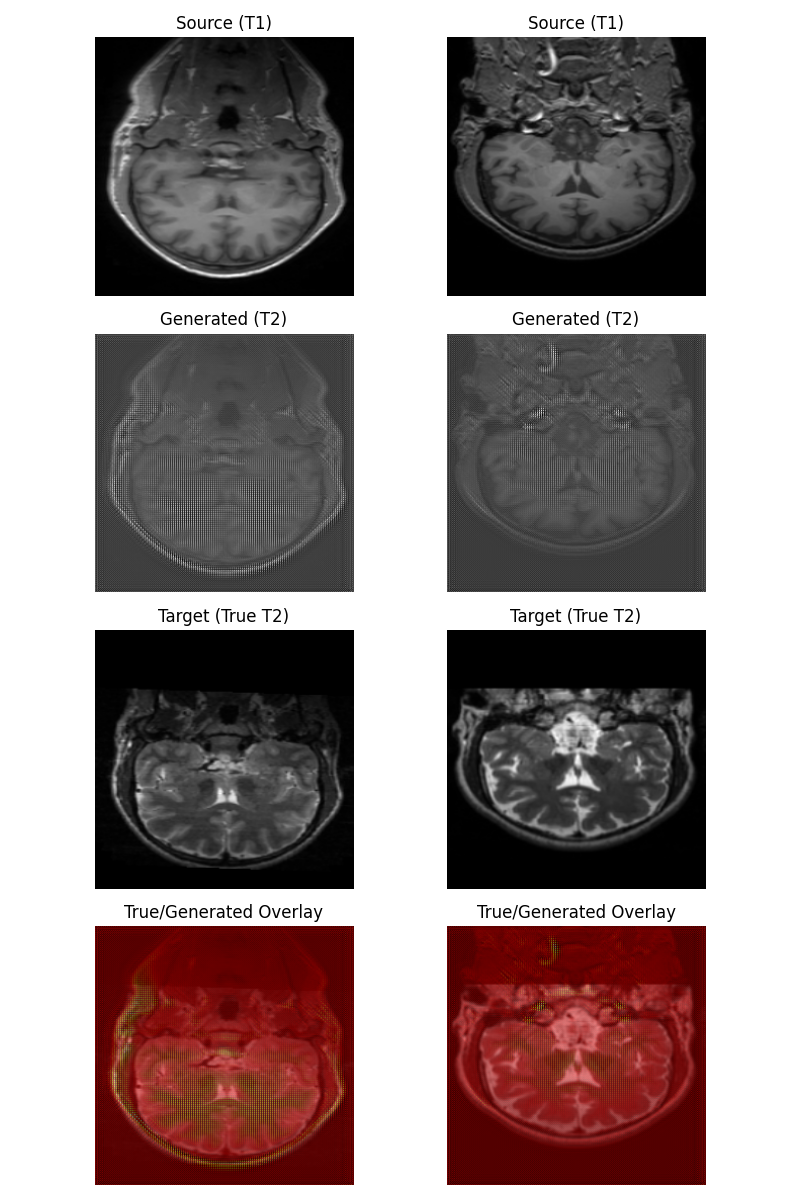 Source (T1)
Source (T1)
Generated (T2)
Generated (T2)
Target (True T2)
Target (True T2)
True/Generated Overlay
True/Generated Overlay